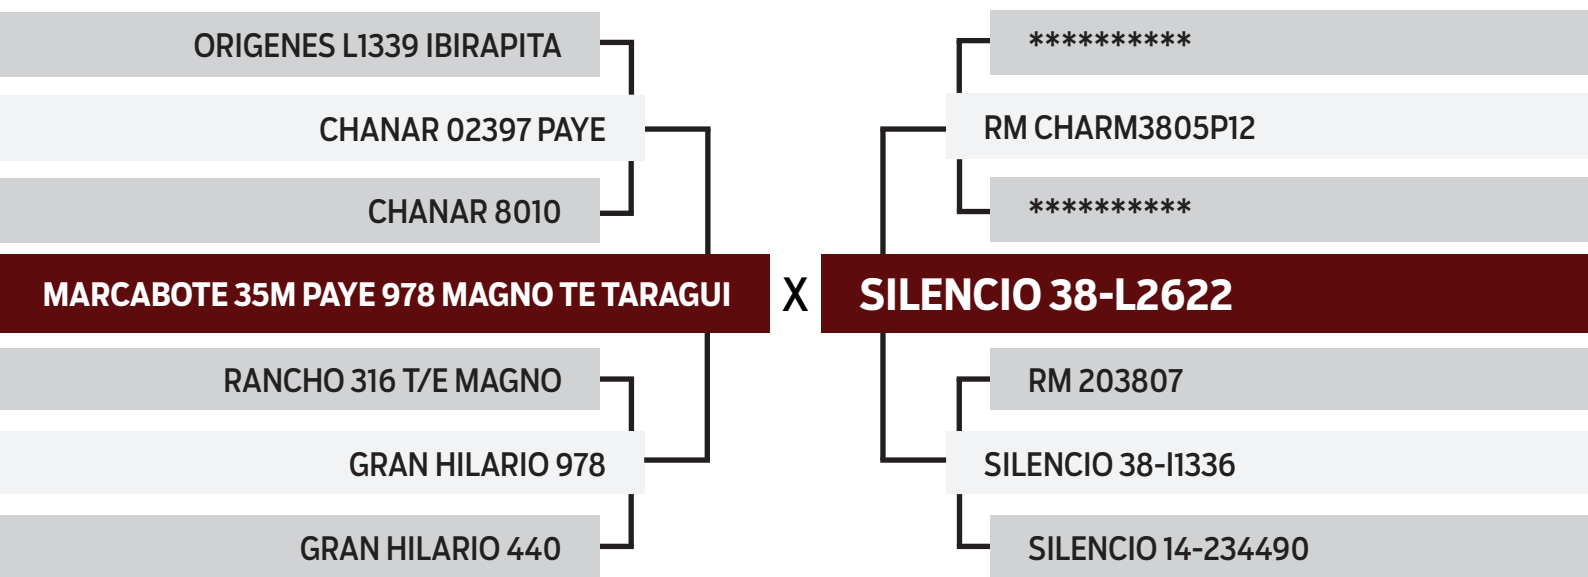 ORIGENES L1339 IBIRAPITA
CHANAR 02397 PAYE
CHANAR 8010
MARCABOTE 35M PAYE 978 MAGNO TE TARAGUI
RANCHO 316 T/E MAGNO
GRAN HILARIO 978
GRAN HILARIO 440
X
**********
RM CHARM3805P12
**********
SILENCIO 38-L2622
RM 203807
SILENCIO 38-I1336
SILENCIO 14-234490